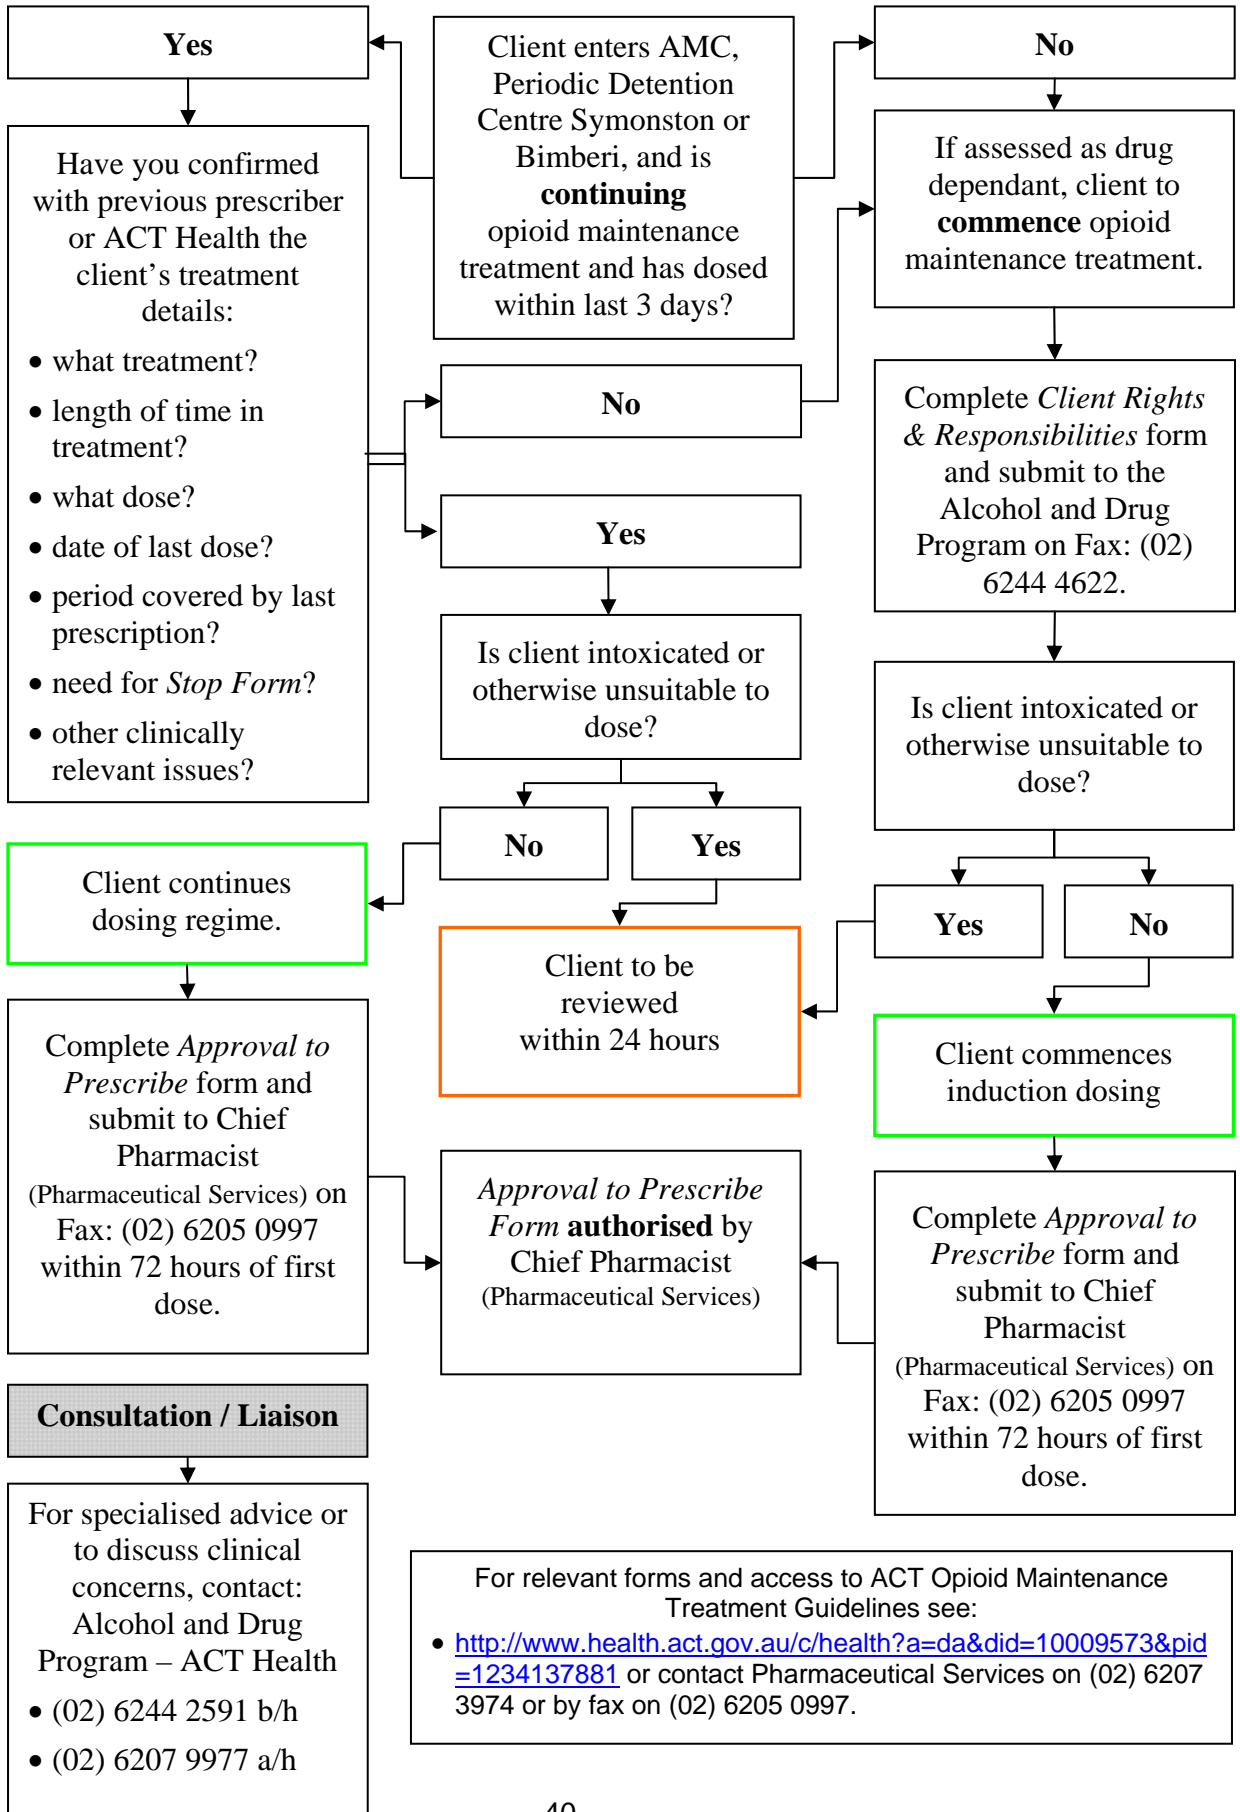 Yes
Client enters AMC,
Periodic Detention
Centre Symonston or
Bimberi, and is
continuing
opioid maintenance
treatment and has dosed
within last 3 days?
No
Have you confirmed
with previous prescriber
or ACT Health the
client’s treatment
details:
• what treatment?
• length of time in
treatment?
• what dose?
• date of last dose?
• period covered by last
prescription?
• need for Stop Form?
• other clinically
relevant issues?
If assessed as drug
dependant, client to
commence opioid
maintenance treatment.
No
Yes
Complete Client Rights
& Responsibilities form
and submit to the
Alcohol and Drug
Program on Fax: (02)
6244 4622.
Is client intoxicated or
otherwise unsuitable to
dose?
Is client intoxicated or
otherwise unsuitable to
dose?
No
Yes
Yes
No
Client continues
dosing regime.
Client to be
reviewed
within 24 hours
Client commences
induction dosing
Complete Approval to
Prescribe form and
submit to Chief
Pharmacist
(Pharmaceutical Services) on
Fax: (02) 6205 0997
within 72 hours of first
dose.
Approval to Prescribe
Form authorised by
Chief Pharmacist
(Pharmaceutical Services)
Complete Approval to
Prescribe form and
submit to Chief
Pharmacist
(Pharmaceutical Services) on
Fax: (02) 6205 0997
within 72 hours of first
dose.
Consultation / Liaison
For specialised advice or
to discuss clinical
concerns, contact:
Alcohol and Drug
Program – ACT Health
• (02) 6244 2591 b/h
• (02) 6207 9977 a/h
For relevant forms and access to ACT Opioid Maintenance
Treatment Guidelines see:
• http://www.health.act.gov.au/c/health?a=da&did=10009573&pid
=1234137881 or contact Pharmaceutical Services on (02) 6207
3974 or by fax on (02) 6205 0997.
40